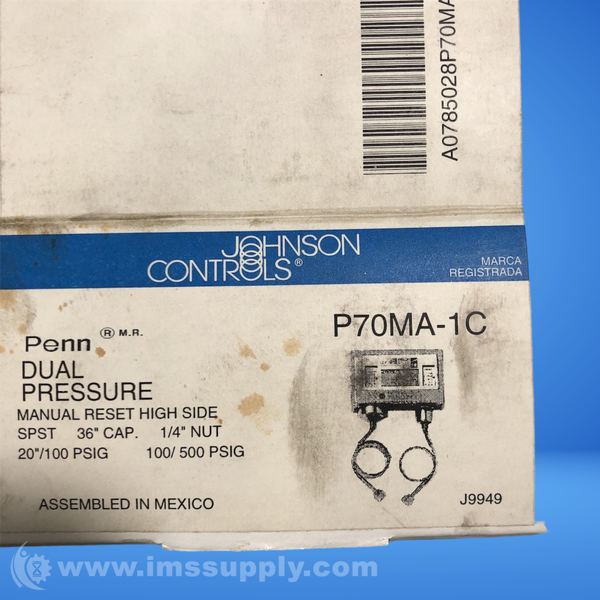 A0785028P70MA
JOHNSON
CONTROLS®
MARCA
REGISTRADA
Penn ® M.R.
P70MA-1C
DUAL
PRESSURE
MANUAL RESET HIGH SIDE
SPST 36" CAP. 1/4" NUT
20"/100 PSIG 100/ 500 PSIG
ASSEMBLED IN MEXICO
J9949
www.imssupply.com